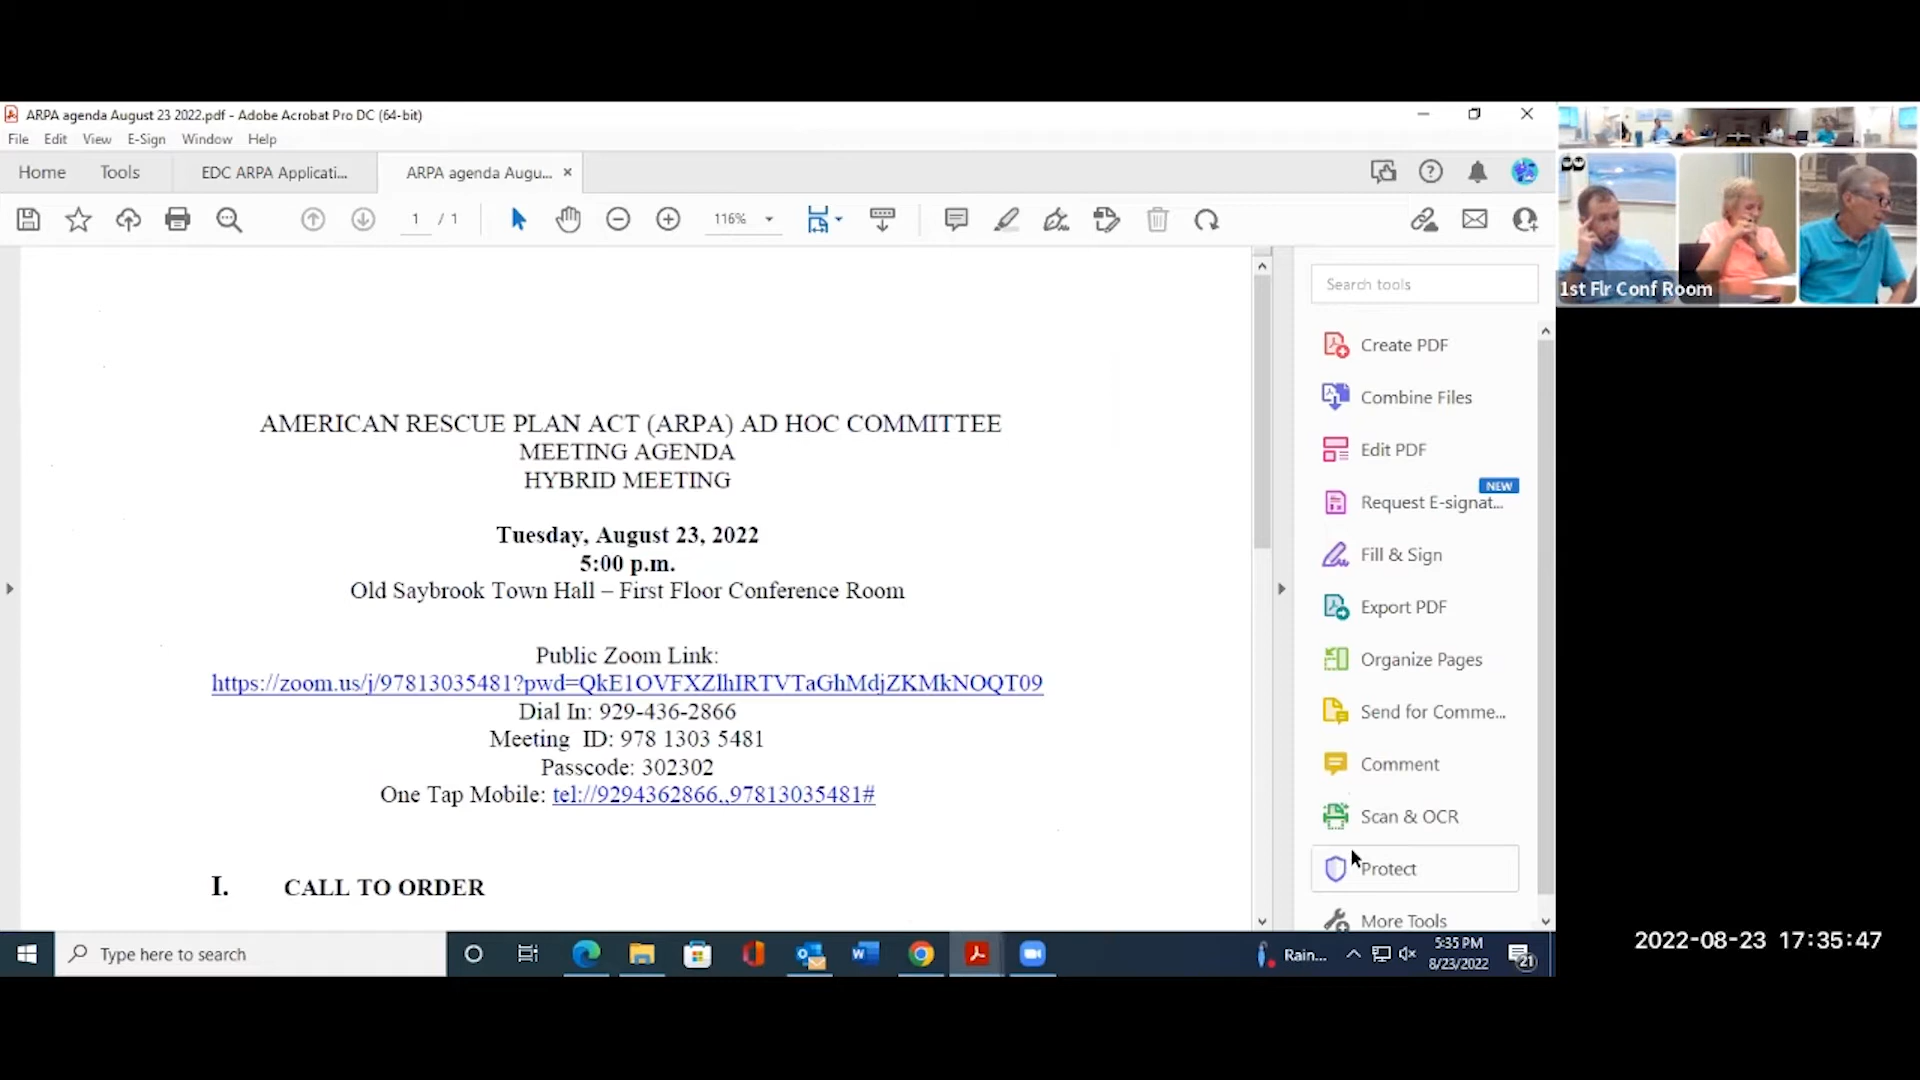 ARPA agenda August 23 2022.pdf - Adobe Acrobat Pro DC (64-bit)
File Edit View E-Sign Window Help
Home Tools EDC ARPA Applicati... ARPA agenda Augu... ×
1 / 1 116%
AMERICAN RESCUE PLAN ACT (ARPA) AD HOC COMMITTEE
MEETING AGENDA
HYBRID MEETING
Tuesday, August 23, 2022
5:00 p.m.
Old Saybrook Town Hall – First Floor Conference Room
Public Zoom Link:
https://zoom.us/j/97813035481?pwd=QkE1OVFXZlhIRTVTaGhMdjZKMkNOQT09
Dial In: 929-436-2866
Meeting ID: 978 1303 5481
Passcode: 302302
One Tap Mobile: tel://9294362866,,97813035481#
I. CALL TO ORDER
Search tools
Create PDF
Combine Files
Edit PDF
NEW
Request E-signat...
Fill & Sign
Export PDF
Organize Pages
Send for Comme...
Comment
Scan & OCR
Protect
More Tools
1st Flr Conf Room
Type here to search
Rain...
5:35 PM
8/23/2022
21
2022-08-23 17:35:47